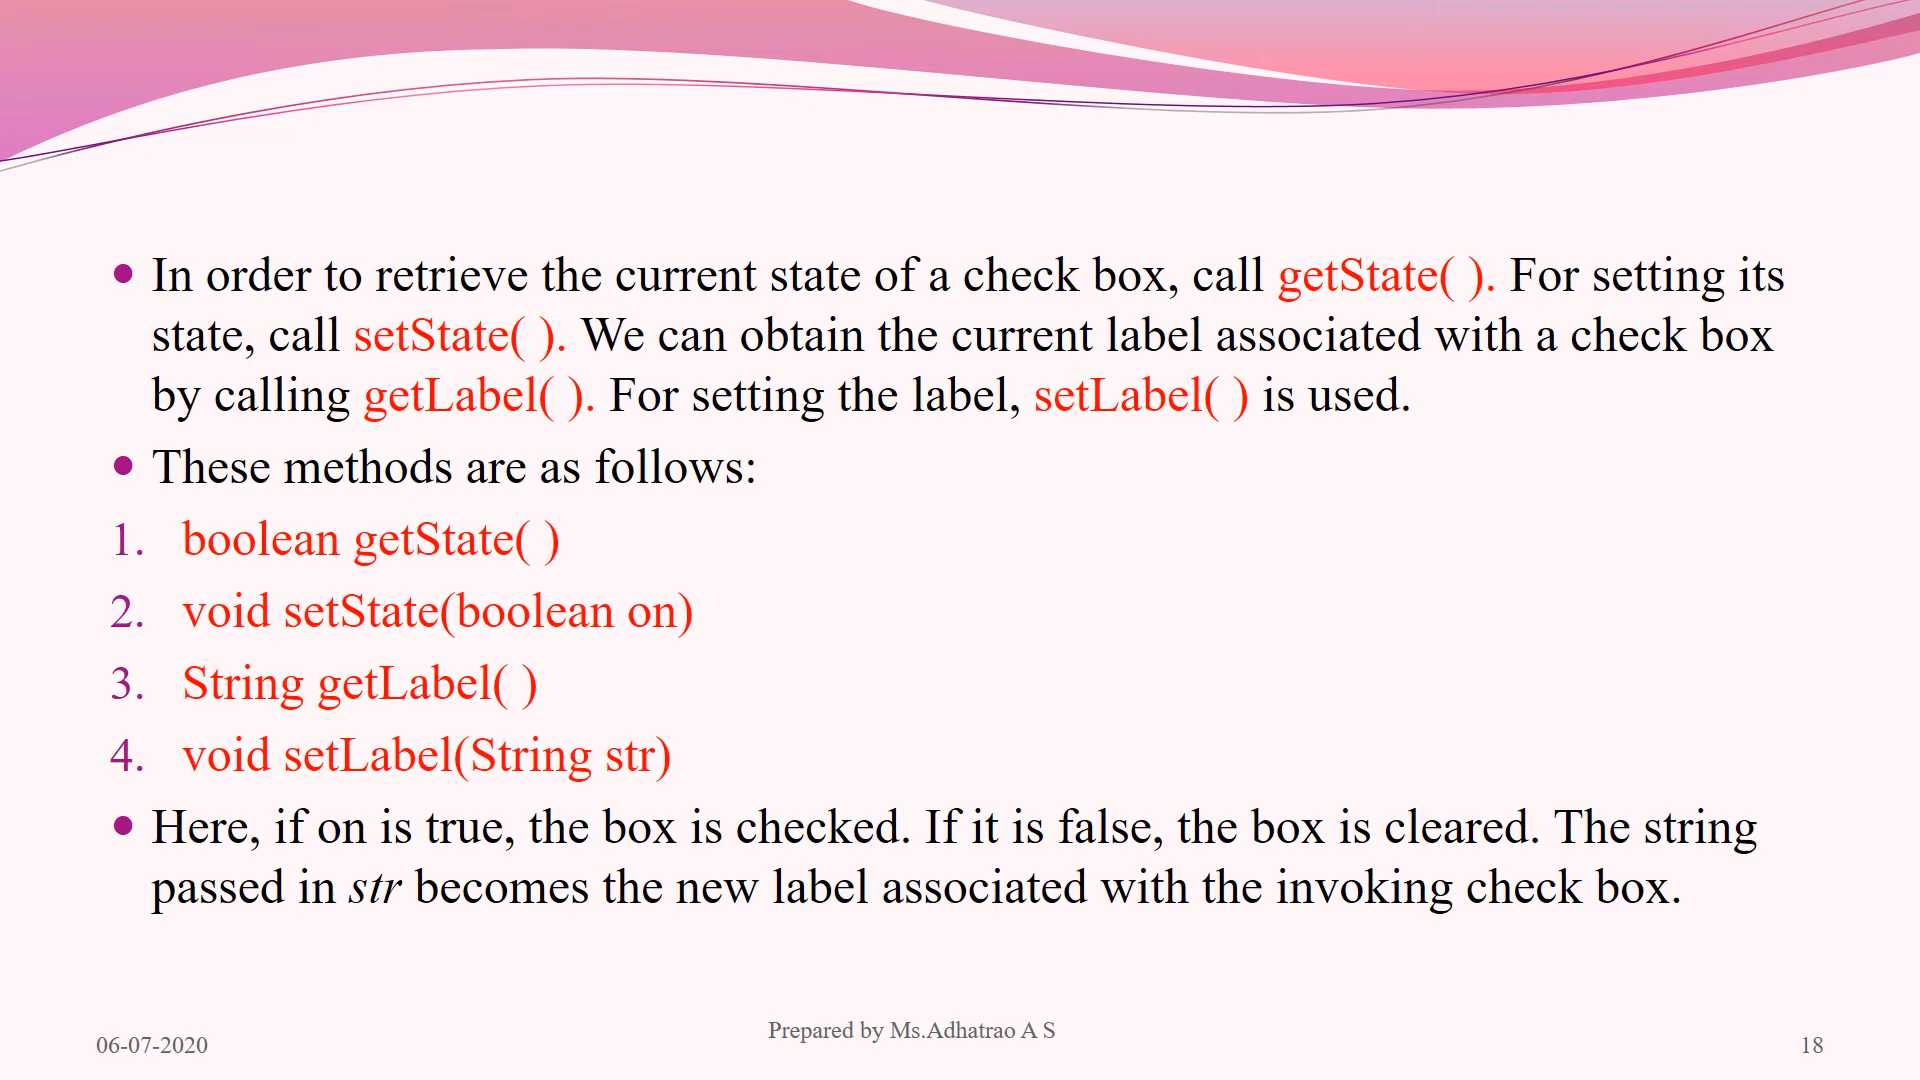 • In order to retrieve the current state of a check box, call getState( ). For setting its
state, call setState( ). We can obtain the current label associated with a check box
by calling getLabel( ). For setting the label, setLabel( ) is used.
• These methods are as follows:
1. boolean getState( )
2. void setState(boolean on)
3. String getLabel( )
4. void setLabel(String str)
• Here, if on is true, the box is checked. If it is false, the box is cleared. The string
passed in str becomes the new label associated with the invoking check box.
06-07-2020
Prepared by Ms.Adhatrao A S
18